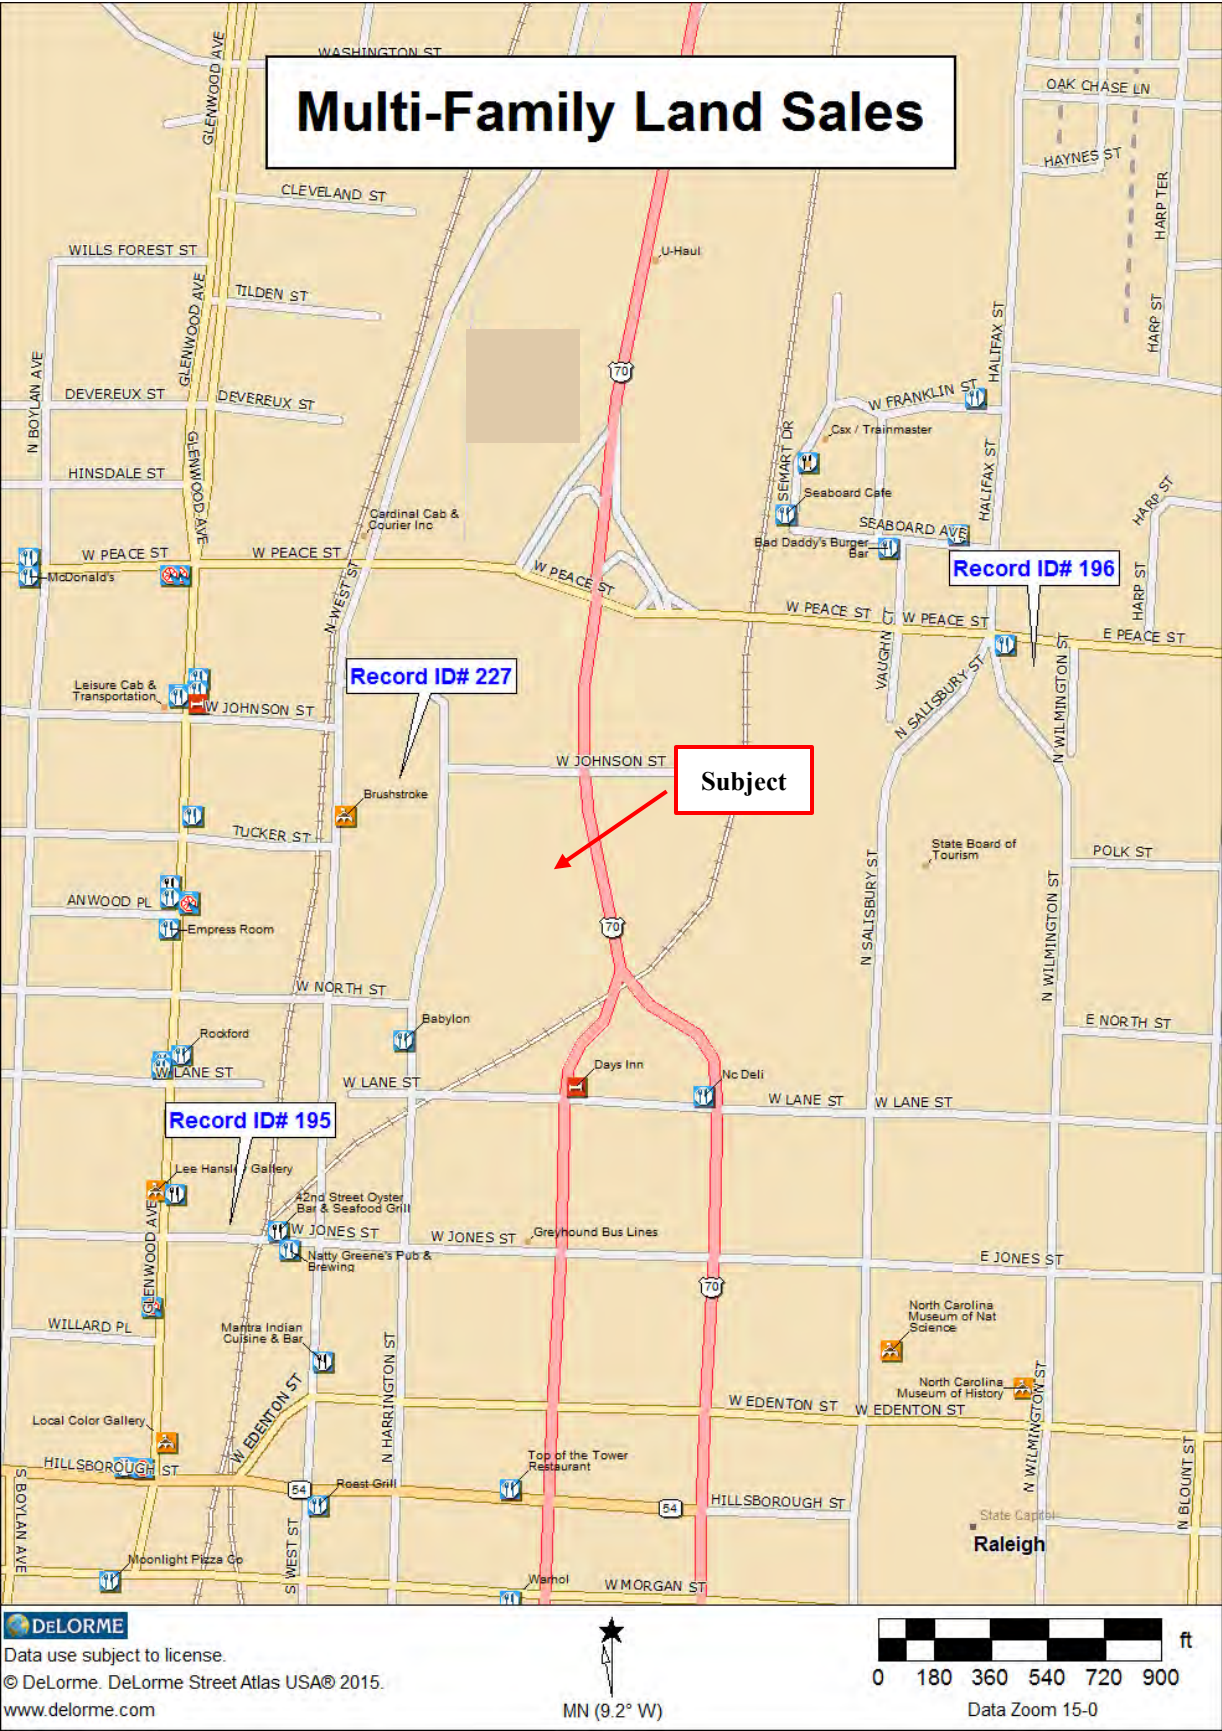 WASHINGTON ST
Multi-Family Land Sales
GLENWOOD AVE
OAK CHASE LN
HAYNES ST
CLEVELAND ST
HARP TER
WILLS FOREST ST
U-Haul
TILDEN ST
GLENWOOD AVE
HALIFAX ST
HARP ST
N BOYLAN AVE
70
DEVEREUX ST
DEVEREUX ST
W FRANKLIN ST
Csx / Trainmaster
SEMART DR
GLENWOOD AVE
HALIFAX ST
HINSDALE ST
Seaboard Cafe
HARP ST
Cardinal Cab &
Courier Inc
SEABOARD AVE
Bad Daddy's Burger
Bar
W PEACE ST
W PEACE ST
McDonald's
W PEACE ST
Record ID# 196
HARP ST
N WEST ST
W PEACE ST
W PEACE ST
E PEACE ST
VAUGHN CT
Record ID# 227
Leisure Cab &
Transportation
N SALISBURY ST
N WILMINGTON ST
W JOHNSON ST
W JOHNSON ST
Subject
Brushstroke
TUCKER ST
State Board of
Tourism
POLK ST
ANWOOD PL
Empress Room
N SALISBURY ST
N WILMINGTON ST
70
W NORTH ST
Babylon
E NORTH ST
Rockford
W LANE ST
Days Inn
Nc Deli
W LANE ST
W LANE ST
W LANE ST
Record ID# 195
Lee Hansley Gallery
42nd Street Oyster
Bar & Seafood Grill
GLENWOOD AVE
W JONES ST
W JONES ST
Greyhound Bus Lines
Natty Greene's Pub &
Brewing
E JONES ST
70
North Carolina
Museum of Nat
Science
WILLARD PL
Mantra Indian
Cuisine & Bar
N HARRINGTON ST
North Carolina
Museum of History
W EDENTON ST
W EDENTON ST
W EDENTON ST
N WILMINGTON ST
Local Color Gallery
Top of the Tower
Restaurant
HILLSBOROUGH ST
S BOYLAN AVE
54
Roast Grill
54
HILLSBOROUGH ST
N BLOUNT ST
State Capitol
Raleigh
S WEST ST
Moonlight Pizza Co
Warhol
W MORGAN ST
DELORME
Data use subject to license.
© DeLorme. DeLorme Street Atlas USA® 2015.
www.delorme.com
MN (9.2° W)
ft
0 180 360 540 720 900
Data Zoom 15-0